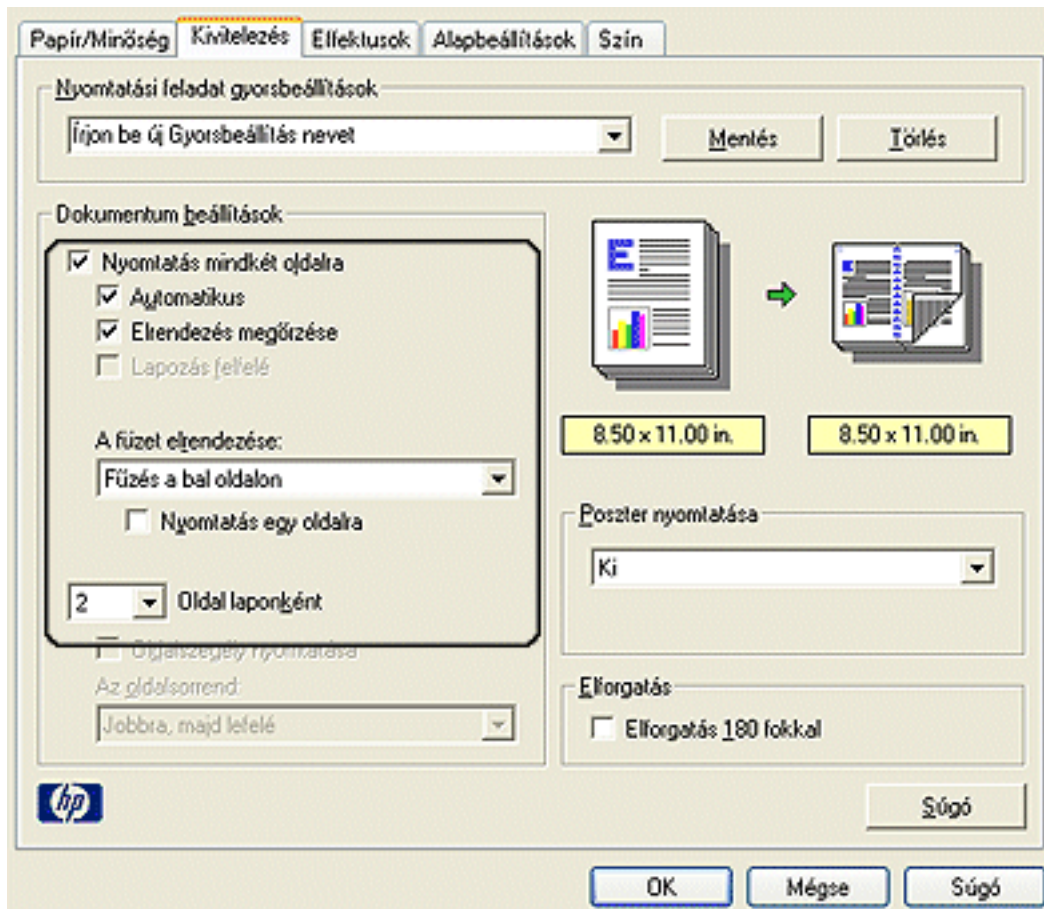 Papír/Minőség Kivitelezés Effektusok Alapbeállítások Szín
Nyomtatási feladat gyorsbeállítások
Írjon be új Gyorsbeállítás nevet
Mentés Törlés
Dokumentum beállítások
Nyomtatás mindkét oldalra
Automatikus
Elrendezés megőrzése
Lapozás felfelé
A füzet elrendezése:
Fűzés a bal oldalon
Nyomtatás egy oldalra
2 Oldal laponként
Oldalszegély nyomtatása
Az oldalsorrend:
Jobbra, majd lefelé
E
E
8.50 x 11.00 in.
8.50 x 11.00 in.
Poszter nyomtatása
Ki
Elforgatás
Elforgatás 180 fokkal
hp
Súgó
OK Mégse Súgó